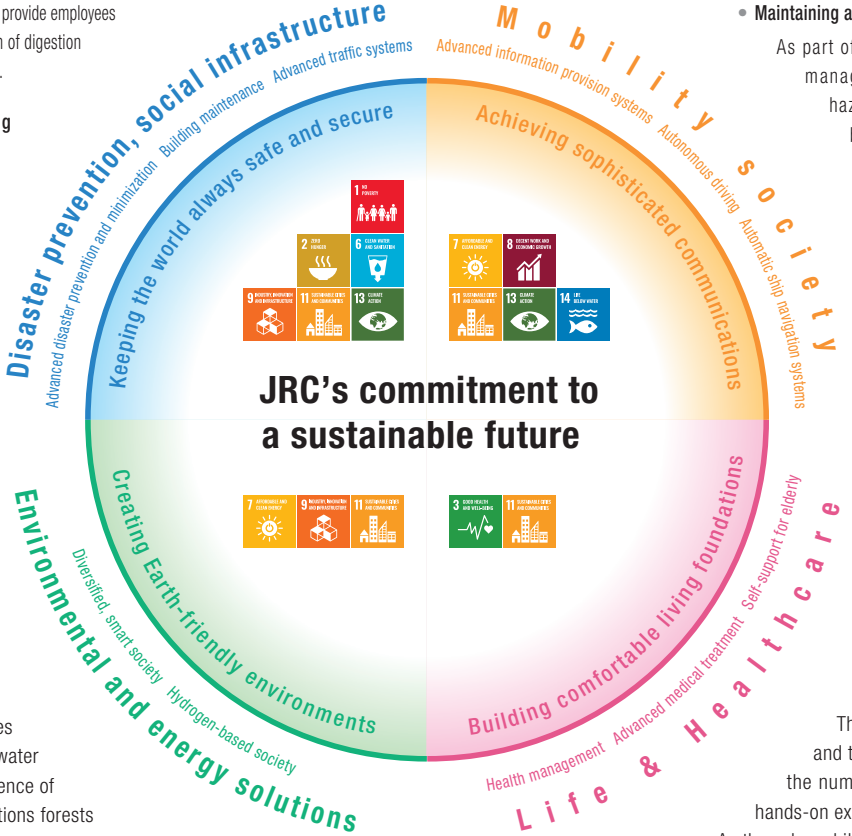 provide employees
n of digestion
g
• Maintaining a
As part of
manag
haz
Disaster prevention, social infrastructure
Advanced disaster prevention and minimization Building maintenance Advanced traffic systems
Keeping the world always safe and secure
Mobility society
Advanced information provision systems Autonomous driving Automatic ship navigation systems
Achieving sophisticated communications
1 NO
POVERTY
2 ZERO
HUNGER
6 CLEAN WATER
AND SANITATION
9 INDUSTRY, INNOVATION
AND INFRASTRUCTURE
11 SUSTAINABLE CITIES
AND COMMUNITIES
13 CLIMATE
ACTION
7 AFFORDABLE AND
CLEAN ENERGY
8 DECENT WORK AND
ECONOMIC GROWTH
11 SUSTAINABLE CITIES
AND COMMUNITIES
13 CLIMATE
ACTION
14 LIFE
BELOW WATER
JRC's commitment to
a sustainable future
7 AFFORDABLE AND
CLEAN ENERGY
9 INDUSTRY, INNOVATION
AND INFRASTRUCTURE
11 SUSTAINABLE CITIES
AND COMMUNITIES
3 GOOD HEALTH
AND WELL-BEING
11 SUSTAINABLE CITIES
AND COMMUNITIES
Creating Earth-friendly environments
Diversified, smart society Hydrogen-based society
Environmental and energy solutions
Building comfortable living foundations
Health management Advanced medical treatment Self-support for elderly
Life & Healthcare
es
water
ence of
tions forests
Th
and t
the num
hands-on ex